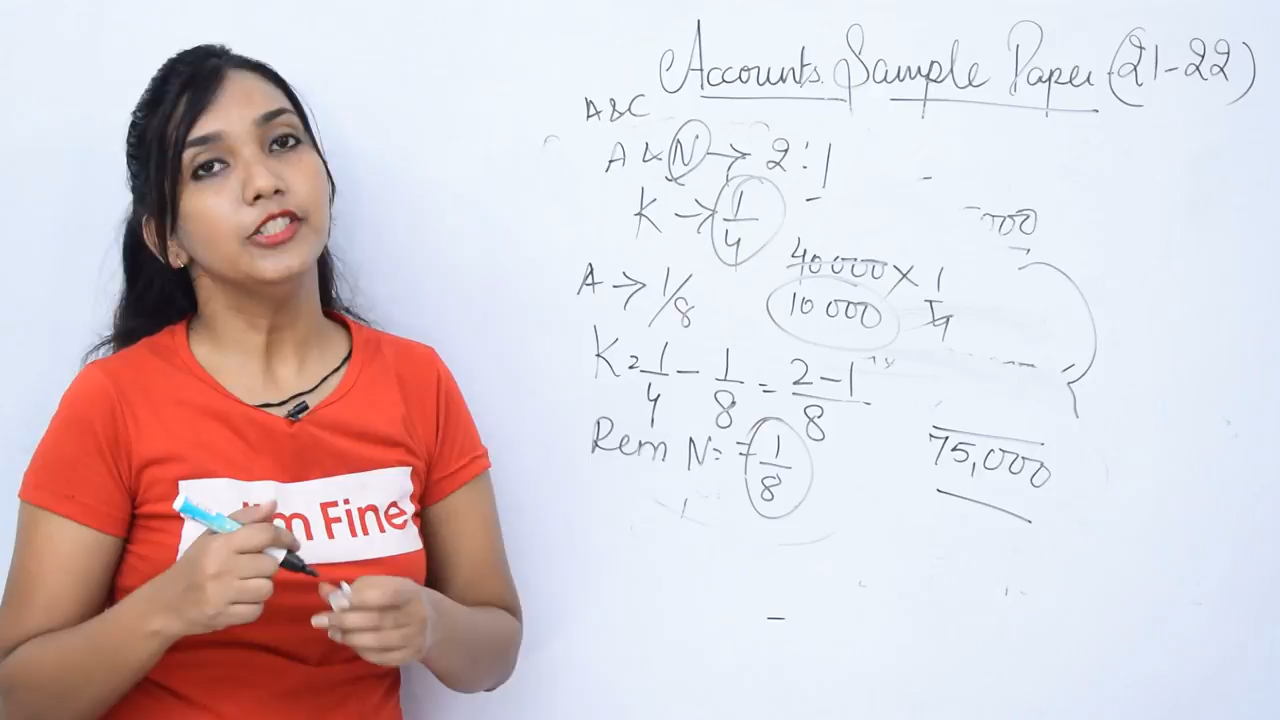 Accounts Sample Paper (21-22)
A&C
A & N → 2:1
K → 1/4
000
40000 × 1/4
A → 1/8
10000
K = 1/4 - 1/8 = 2-1/8
Rem N = 1/8
75,000
I'm Fine